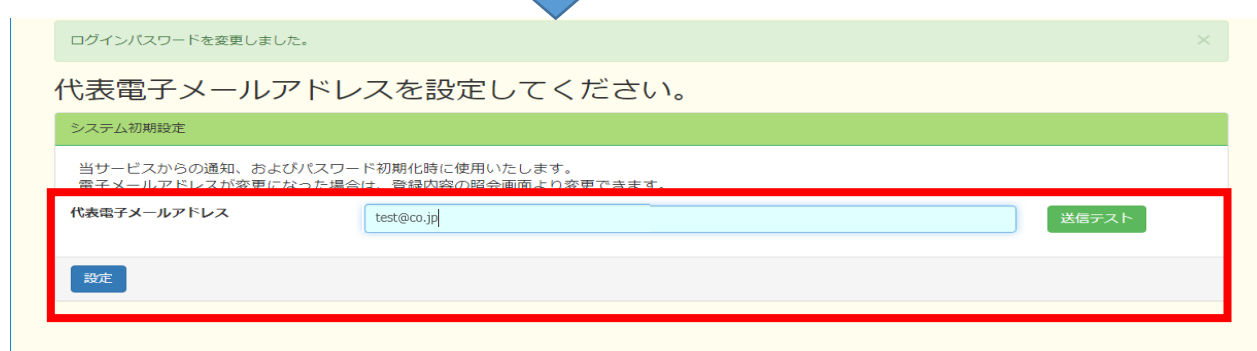 ログインパスワードを変更しました。 ×
代表電子メールアドレスを設定してください。
システム初期設定
当サービスからの通知、およびパスワード初期化時に使用いたします。
電子メールアドレスが変更になった場合は、登録内容の照会画面より変更できます。
代表電子メールアドレス test@co.jp 送信テスト
設定